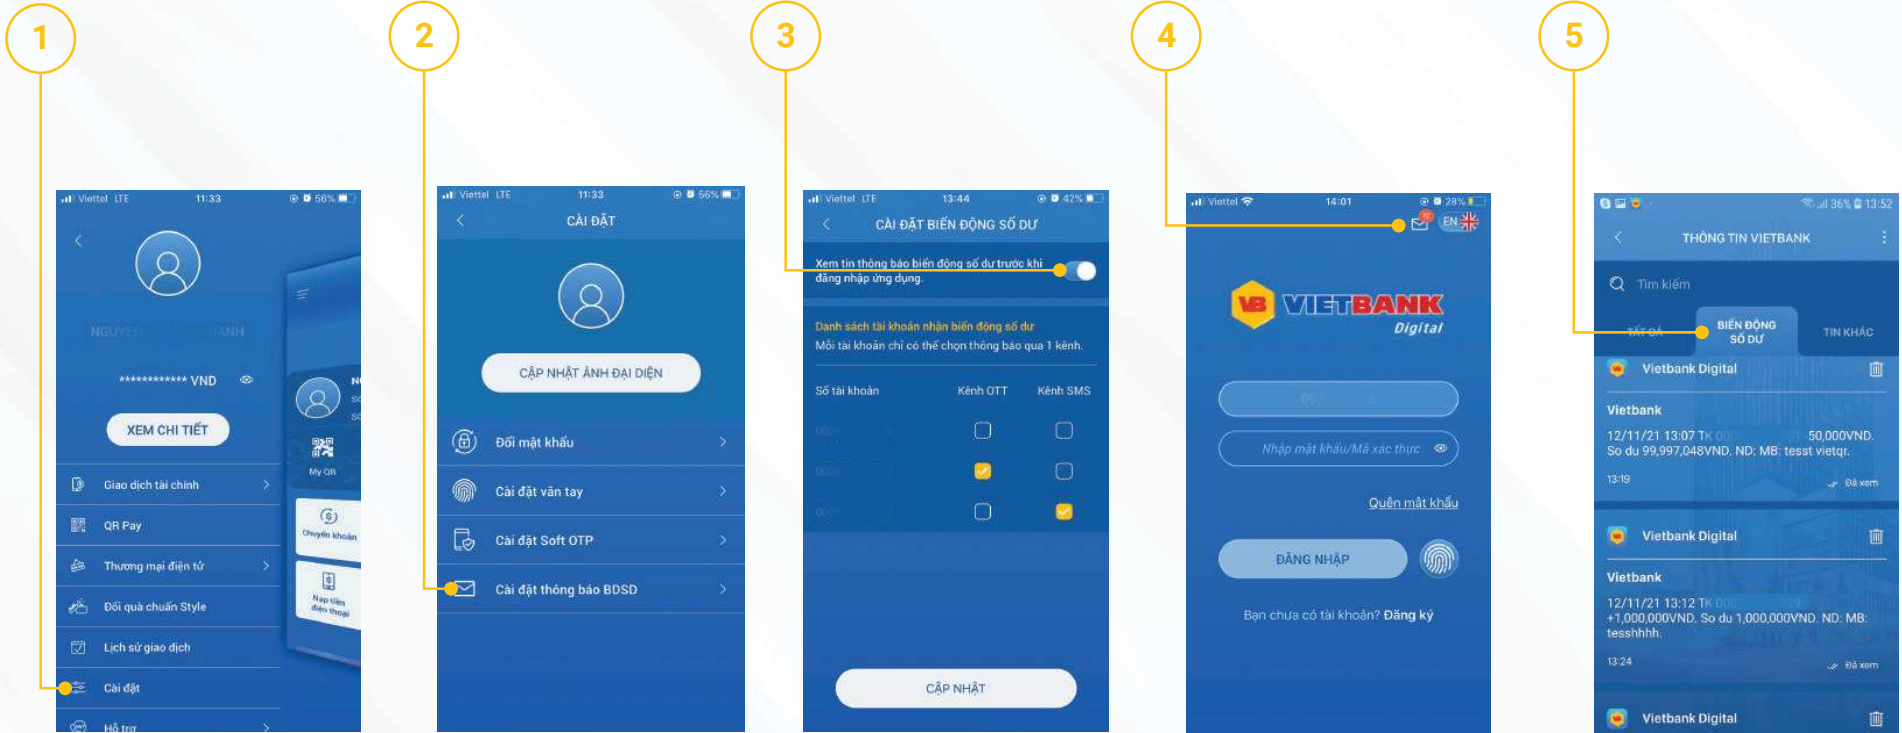 1
2
3
4
5
Viettel LTE 11:33 56%
VND
XEM CHI TIẾT
Giao dịch tài chính
QR Pay
Thương mại điện tử
Đổi quà chuẩn Style
Lịch sử giao dịch
Cài đặt
Hỗ trợ
My QR
Chuyển khoản
Nạp tiền
điện thoại
Viettel LTE 11:33 56%
CÀI ĐẶT
CẬP NHẬT ẢNH ĐẠI DIỆN
Đổi mật khẩu
Cài đặt vân tay
Cài đặt Soft OTP
Cài đặt thông báo BDSD
Viettel LTE 13:44 42%
CÀI ĐẶT BIẾN ĐỘNG SỐ DƯ
Xem tin thông báo biến động số dư trước khi
đăng nhập ứng dụng.
Danh sách tài khoản nhận biến động số dư
Mỗi tài khoản chỉ có thể chọn thông báo qua 1 kênh.
Số tài khoản Kênh OTT Kênh SMS
CẬP NHẬT
Viettel 14:01 28%
EN
VB VIETBANK
Digital
Nhập mật khẩu/Mã xác thực
Quên mật khẩu
ĐĂNG NHẬP
Bạn chưa có tài khoản? Đăng ký
36% 13:52
THÔNG TIN VIETBANK
Tìm kiếm
TẤT CẢ
BIẾN ĐỘNG
SỐ DƯ
TIN KHÁC
Vietbank Digital
Vietbank
12/11/21 13:07 TK 000 -50,000VND.
So du 99,997,048VND. ND: MB: tesst vietqr.
13:19 Đã xem
Vietbank Digital
Vietbank
12/11/21 13:12 TK 000 29
+1,000,000VND. So du 1,000,000VND. ND: MB:
tesshhhh.
13:24 Đã xem
Vietbank Digital